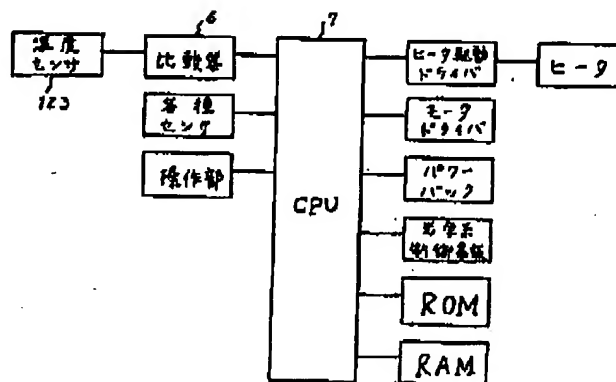 6
7
温度
センサ
123
比較器
ヒータ駆動
ドライバ
ヒータ
各種
センサ
モータ
ドライバ
操作部
CPU
パワー
パック
光学系
制御基板
ROM
RAM